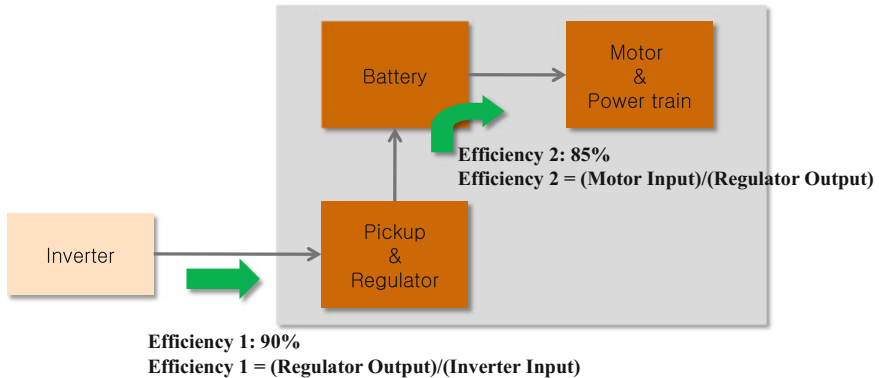 Battery
Motor
&
Power train
Efficiency 2: 85%
Efficiency 2 = (Motor Input)/(Regulator Output)
Inverter
Pickup
&
Regulator
Efficiency 1: 90%
Efficiency 1 = (Regulator Output)/(Inverter Input)